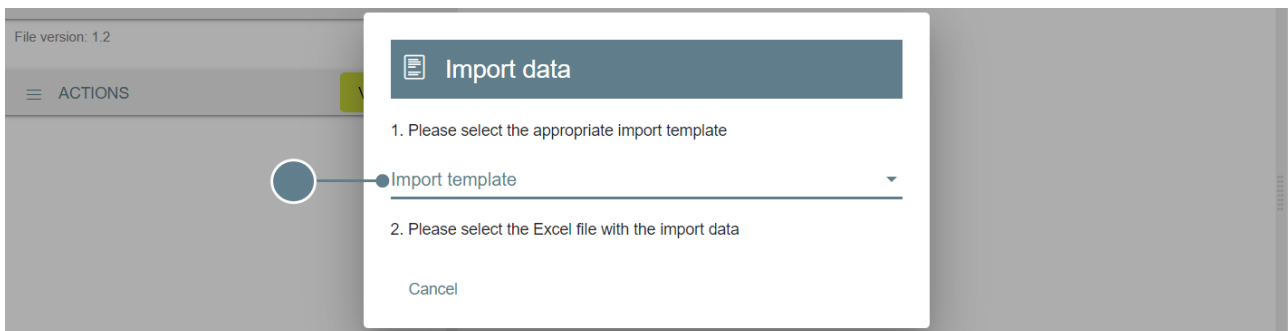 File version: 1.2
ACTIONS
Import data
1. Please select the appropriate import template
Import template
2. Please select the Excel file with the import data
Cancel